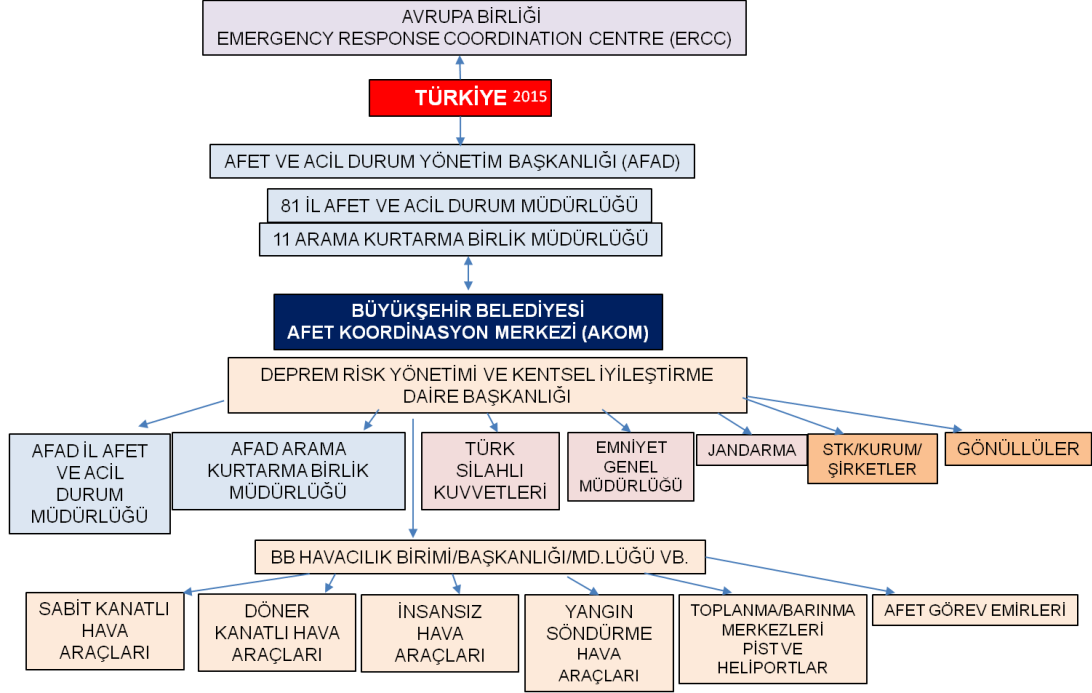 AVRUPA BİRLİĞİ
EMERGENCY RESPONSE COORDINATION CENTRE (ERCC)
TÜRKİYE 2015
AFET VE ACİL DURUM YÖNETİM BAŞKANLIĞI (AFAD)
81 İL AFET VE ACİL DURUM MÜDÜRLÜĞÜ
11 ARAMA KURTARMA BİRLİK MÜDÜRLÜĞÜ
BÜYÜKŞEHİR BELEDİYESİ
AFET KOORDİNASYON MERKEZİ (AKOM)
DEPREM RİSK YÖNETİMİ VE KENTSEL İYİLEŞTİRME
DAİRE BAŞKANLIĞI
AFAD İL AFET
VE ACİL
DURUM
MÜDÜRLÜĞÜ
AFAD ARAMA
KURTARMA BİRLİK
MÜDÜRLÜĞÜ
TÜRK
SİLAHLI
KUVVETLERİ
EMNİYET
GENEL
MÜDÜRLÜĞÜ
JANDARMA
STK/KURUM/
ŞİRKETLER
GÖNÜLLÜLER
BB HAVACILIK BİRİMİ/BAŞKANLIĞI/MD.LÜĞÜ VB.
SABİT KANATLI
HAVA
ARAÇLARI
DÖNER
KANATLI HAVA
ARAÇLARI
İNSANSIZ
HAVA
ARAÇLARI
YANGIN
SÖNDÜRME
HAVA
ARAÇLARI
TOPLANMA/BARINMA
MERKEZLERİ
PİST VE
HELİPORTLAR
AFET GÖREV EMİRLERİ